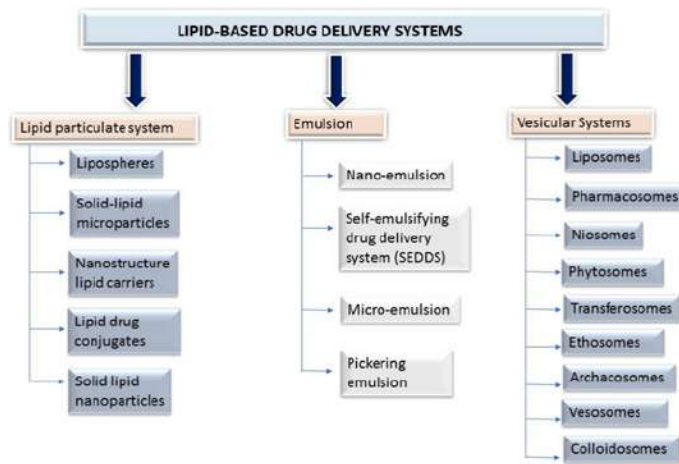 LIPID-BASED DRUG DELIVERY SYSTEMS
Lipid particulate system
Lipospheres
Solid-lipid
microparticles
Nanostructure
lipid carriers
Lipid drug
conjugates
Solid lipid
nanoparticles
Emulsion
Nano-emulsion
Self-emulsifying
drug delivery
system (SEDDS)
Micro-emulsion
Pickering
emulsion
Vesicular Systems
Liposomes
Pharmacosomes
Niosomes
Phytosomes
Transferosomes
Ethosomes
Archacosomes
Vesosomes
Colloidosomes